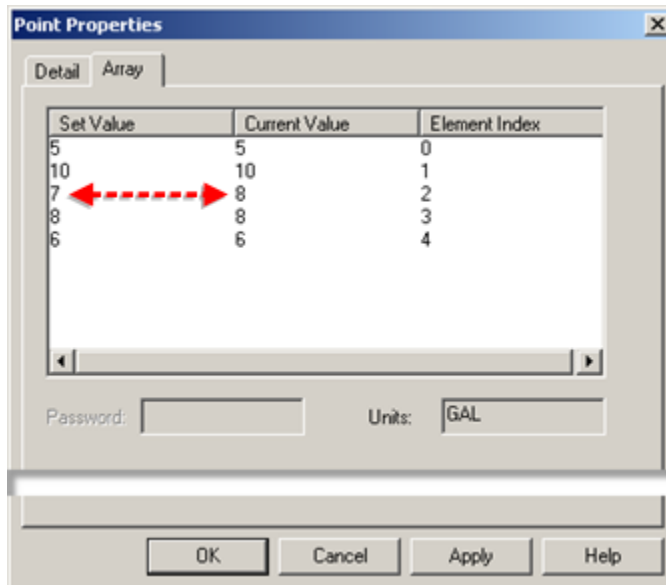 Point Properties
Detail Array
Set Value Current Value Element Index
5 5 0
10 10 1
7 8 2
8 8 3
6 6 4
Password: Units: GAL
OK Cancel Apply Help